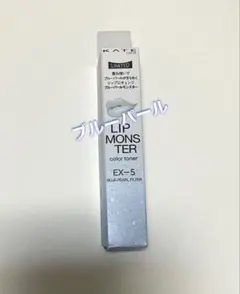 KATE
LIMITED
ブルーパール
LIP
MONS
TER
color toner
EX-5
BLUE PEARL FILTER